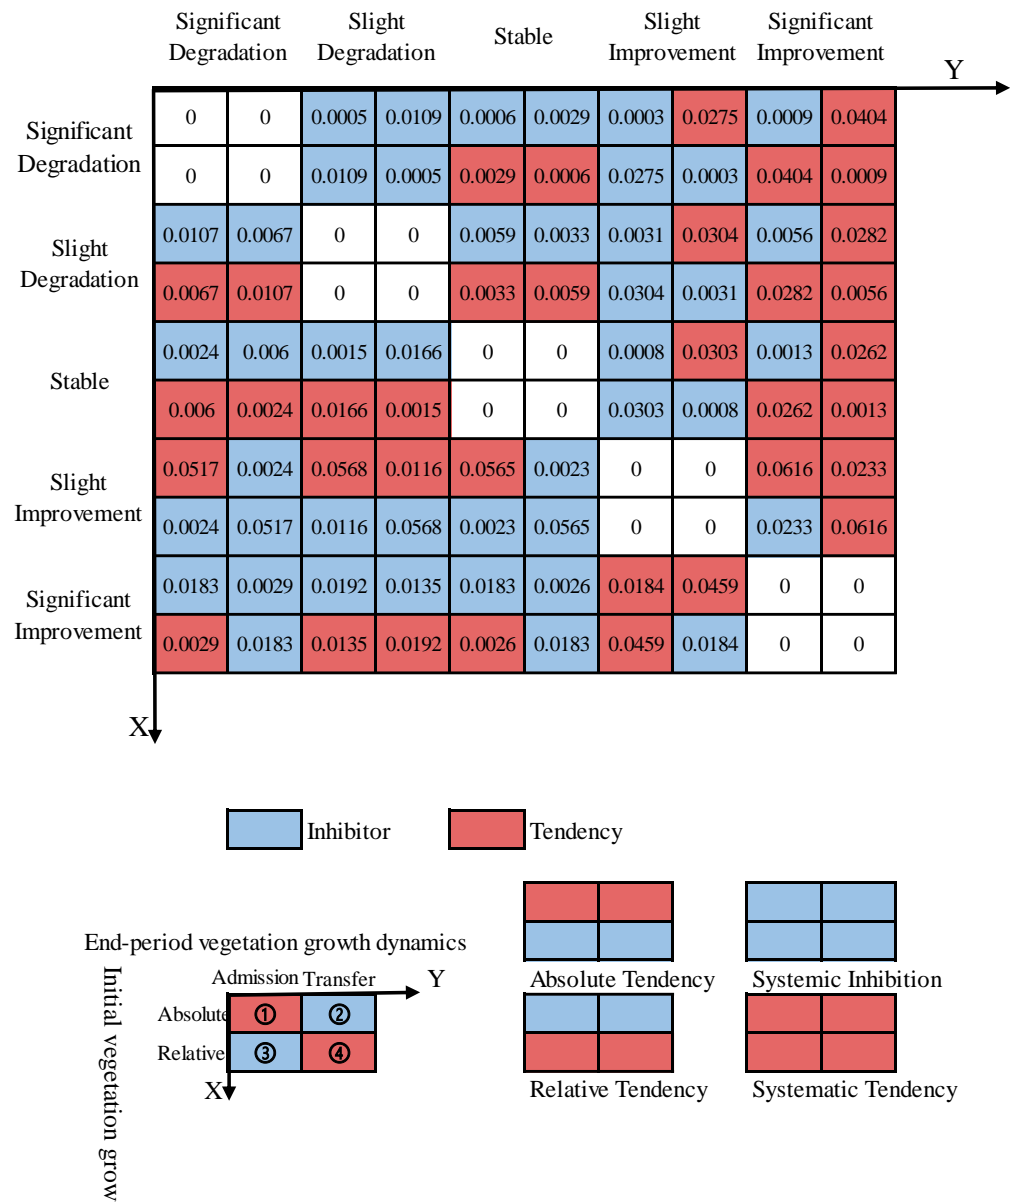 Significant Slight Stable Slight Significant
Degradation Degradation Improvement Improvement
Y
Significant
Degradation
0 0 0.0005 0.0109 0.0006 0.0029 0.0003 0.0275 0.0009 0.0404
0 0 0.0109 0.0005 0.0029 0.0006 0.0275 0.0003 0.0404 0.0009
Slight
Degradation
0.0107 0.0067 0 0 0.0059 0.0033 0.0031 0.0304 0.0056 0.0282
0.0067 0.0107 0 0 0.0033 0.0059 0.0304 0.0031 0.0282 0.0056
Stable
0.0024 0.006 0.0015 0.0166 0 0 0.0008 0.0303 0.0013 0.0262
0.006 0.0024 0.0166 0.0015 0 0 0.0303 0.0008 0.0262 0.0013
Slight
Improvement
0.0517 0.0024 0.0568 0.0116 0.0565 0.0023 0 0 0.0616 0.0233
0.0024 0.0517 0.0116 0.0568 0.0023 0.0565 0 0 0.0233 0.0616
Significant
Improvement
0.0183 0.0029 0.0192 0.0135 0.0183 0.0026 0.0184 0.0459 0 0
0.0029 0.0183 0.0135 0.0192 0.0026 0.0183 0.0459 0.0184 0 0
X
Inhibitor Tendency
End-period vegetation growth dynamics
Initial vegetation grow
Admission Transfer Y
Absolute ① ②
Relative ③ ④
X
Absolute Tendency Systemic Inhibition
Relative Tendency Systematic Tendency